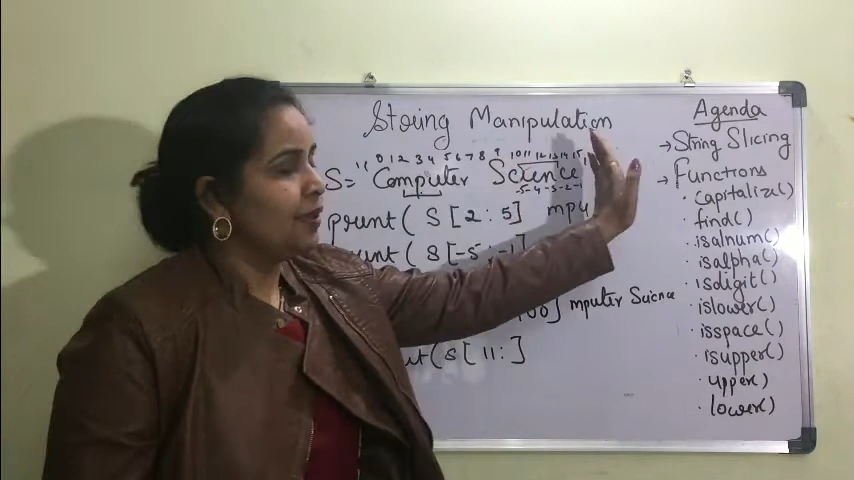 String Manipulation
0 1 2 3 4 5 6 7 8 9 10 11 12 13 14 15
S= "Computer Science
-5 -4 -3 -2 -1
print( S[2:5] mpu
print( S[-5:-1]
100] mputer Science
S[11:]
Agenda
→ String Slicing
→ Functions
• capitalize()
• find()
• isalnum()
• isalpha()
• isdigit()
• islower()
• isspace()
• isupper()
• upper()
• lower()